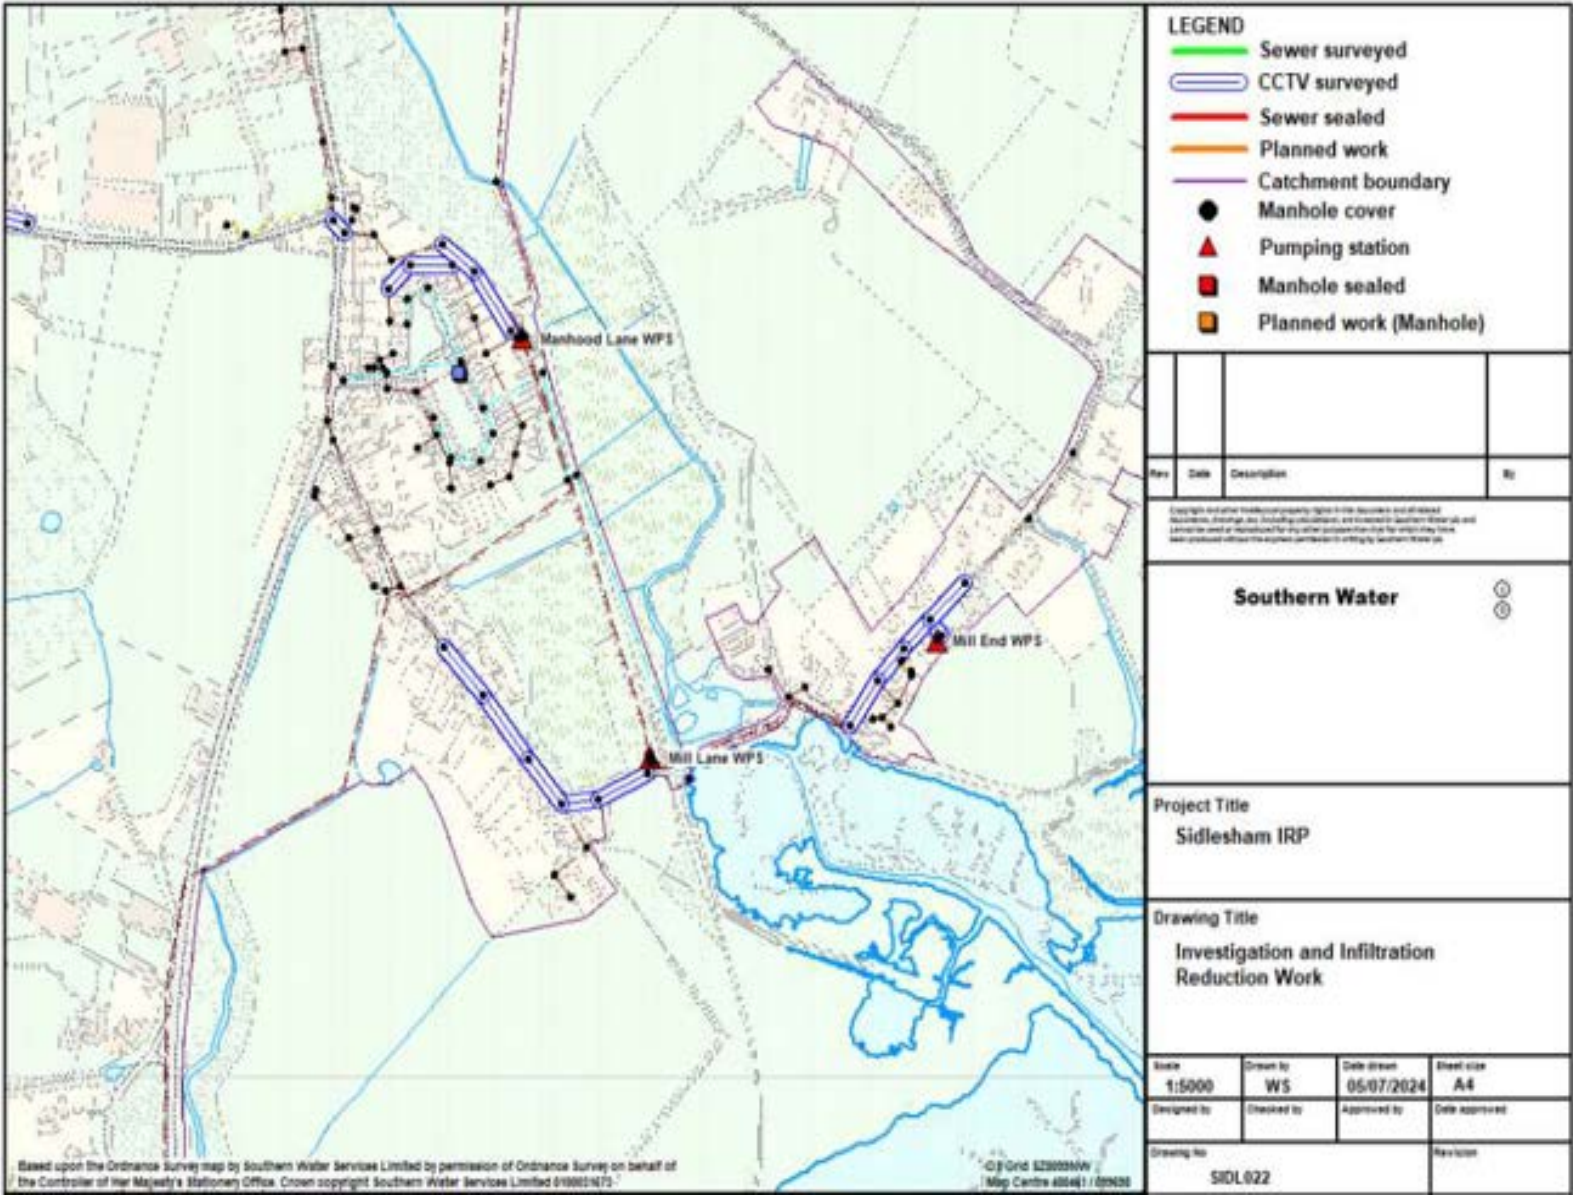 Manhood Lane WPS
Mill End WPS
Mill Lane WPS
Based upon the Ordnance Survey map by Southern Water Services Limited by permission of Ordnance Survey on behalf of
the Controller of Her Majesty's Stationery Office. Crown copyright Southern Water Services Limited
LEGEND
Sewer surveyed
CCTV surveyed
Sewer sealed
Planned work
Catchment boundary
Manhole cover
Pumping station
Manhole sealed
Planned work (Manhole)
Rev Date Description By
Southern Water
Project Title
Sidlesham IRP
Drawing Title
Investigation and Infiltration
Reduction Work
Scale Drawn by Date drawn Sheet size
1:5000 WS 05/07/2024 A4
Designed by Checked by Approved by Date approved
Drawing No Revision
SIDL022